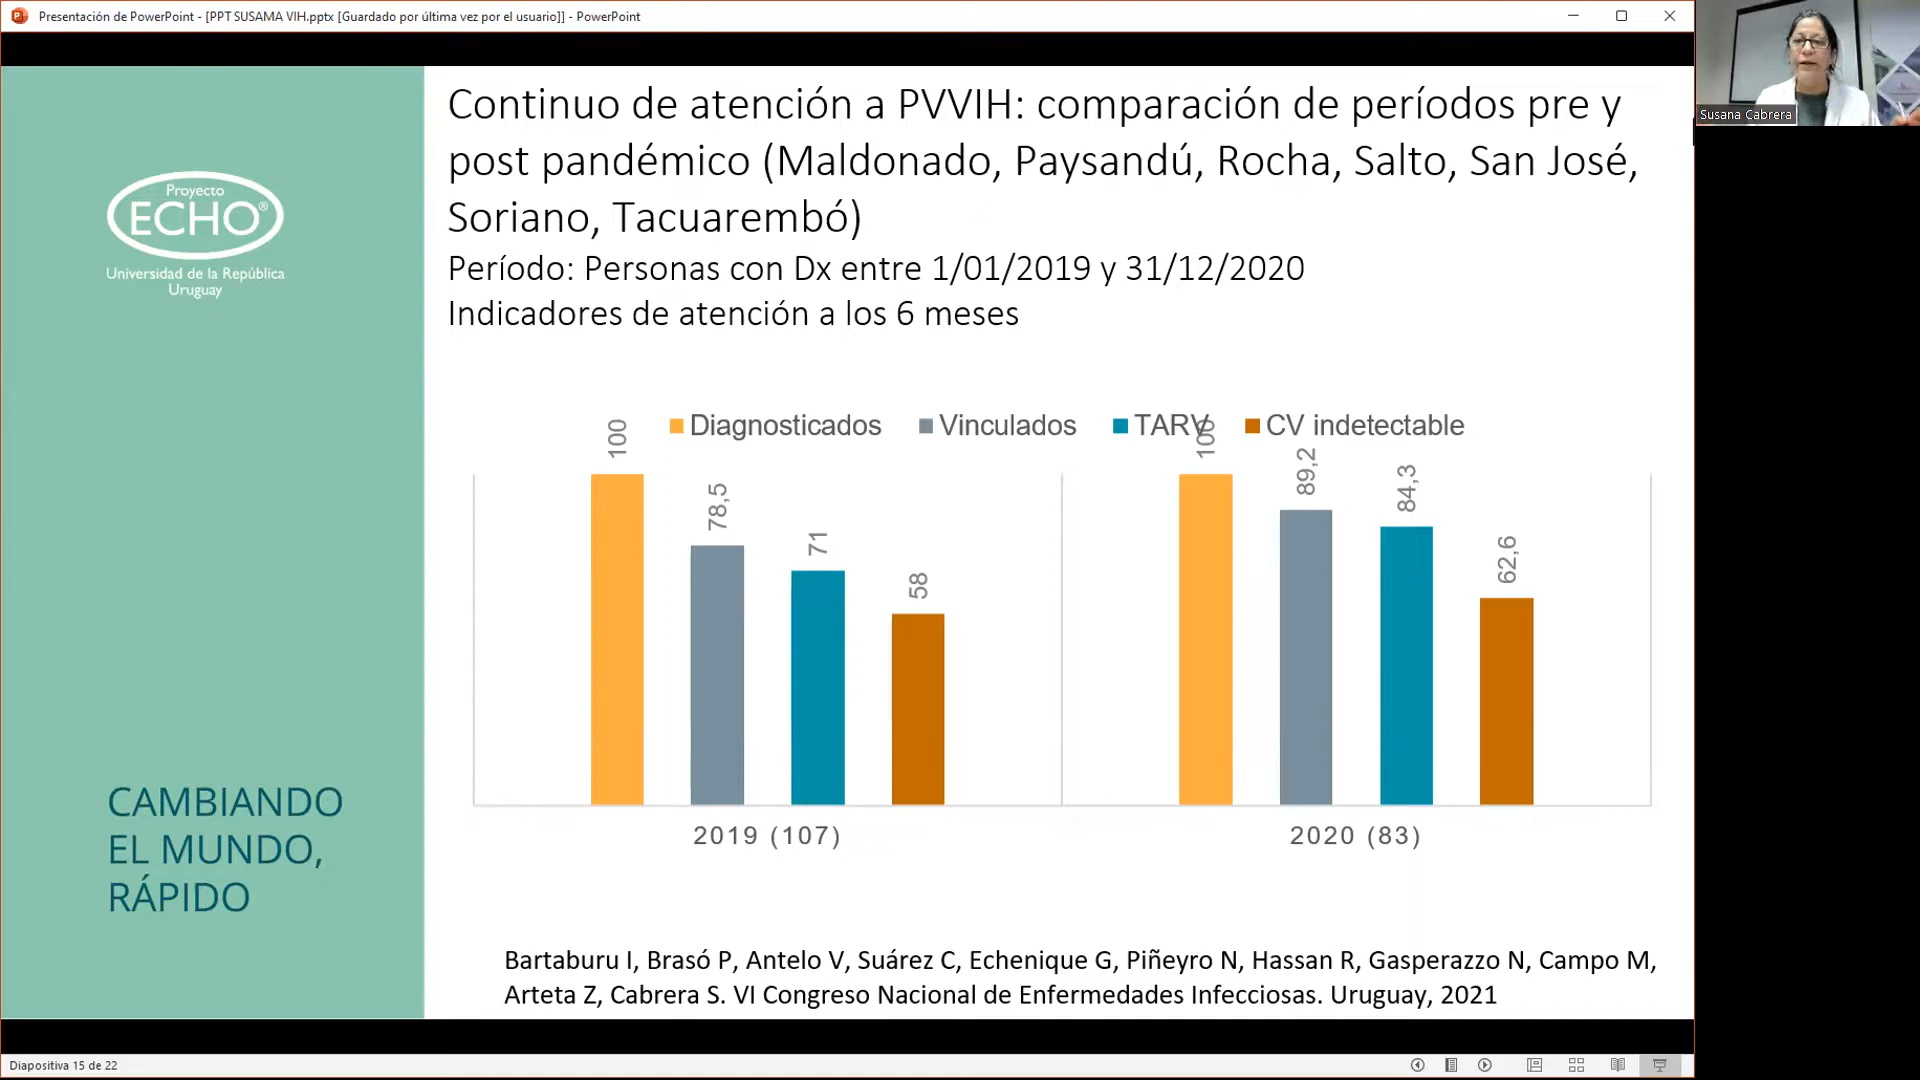 Presentación de PowerPoint - [PPT SUSAMA VIH.pptx [Guardado por última vez por el usuario]] - PowerPoint
Susana Cabrera
Proyecto
ECHO®
Universidad de la República
Uruguay
CAMBIANDO
EL MUNDO,
RÁPIDO
Continuo de atención a PVVIH: comparación de períodos pre y
post pandémico (Maldonado, Paysandú, Rocha, Salto, San José,
Soriano, Tacuarembó)
Período: Personas con Dx entre 1/01/2019 y 31/12/2020
Indicadores de atención a los 6 meses
Diagnosticados Vinculados TARV CV indetectable
100
78,5
71
58
100
89,2
84,3
62,6
2019 (107)
2020 (83)
Bartaburu I, Brasó P, Antelo V, Suárez C, Echenique G, Piñeyro N, Hassan R, Gasperazzo N, Campo M,
Arteta Z, Cabrera S. VI Congreso Nacional de Enfermedades Infecciosas. Uruguay, 2021
Diapositiva 15 de 22